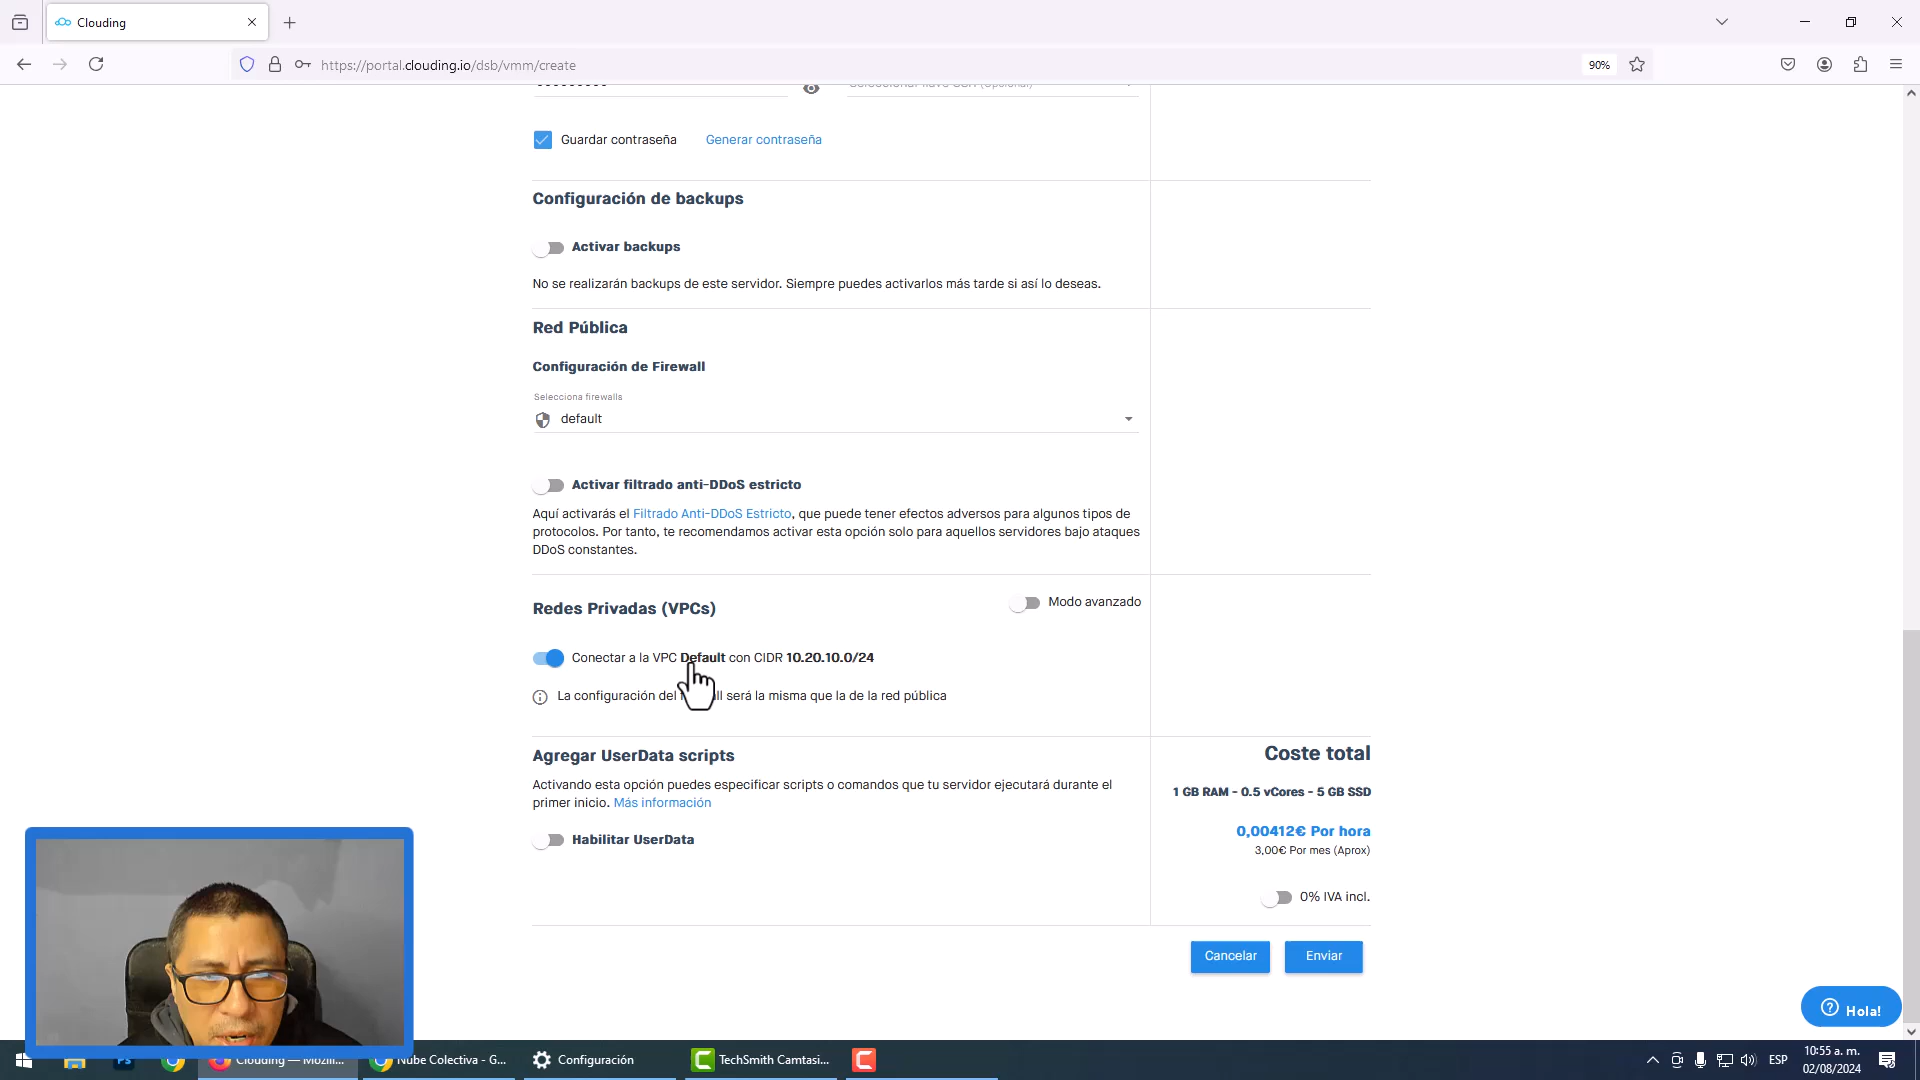 Clouding
https://portal.clouding.io/dsb/vmm/create
90%
Guardar contraseña
Generar contraseña
Configuración de backups
Activar backups
No se realizarán backups de este servidor. Siempre puedes activarlos más tarde si así lo deseas.
Red Pública
Configuración de Firewall
Selecciona firewalls
default
Activar filtrado anti-DDoS estricto
Aquí activarás el Filtrado Anti-DDoS Estricto, que puede tener efectos adversos para algunos tipos de
protocolos. Por tanto, te recomendamos activar esta opción solo para aquellos servidores bajo ataques
DDoS constantes.
Redes Privadas (VPCs)
Modo avanzado
Conectar a la VPC Default con CIDR 10.20.10.0/24
La configuración del será la misma que la de la red pública
Agregar UserData scripts
Activando esta opción puedes especificar scripts o comandos que tu servidor ejecutará durante el
primer inicio. Más información
Habilitar UserData
Coste total
1 GB RAM - 0.5 vCores - 5 GB SSD
0,00412€ Por hora
3,00€ Por mes (Aprox)
0% IVA incl.
Cancelar
Enviar
Hola!
Clouding — Mozill...
Nube Colectiva - G...
Configuración
TechSmith Camtasi...
ESP
10:55 a. m.
02/08/2024